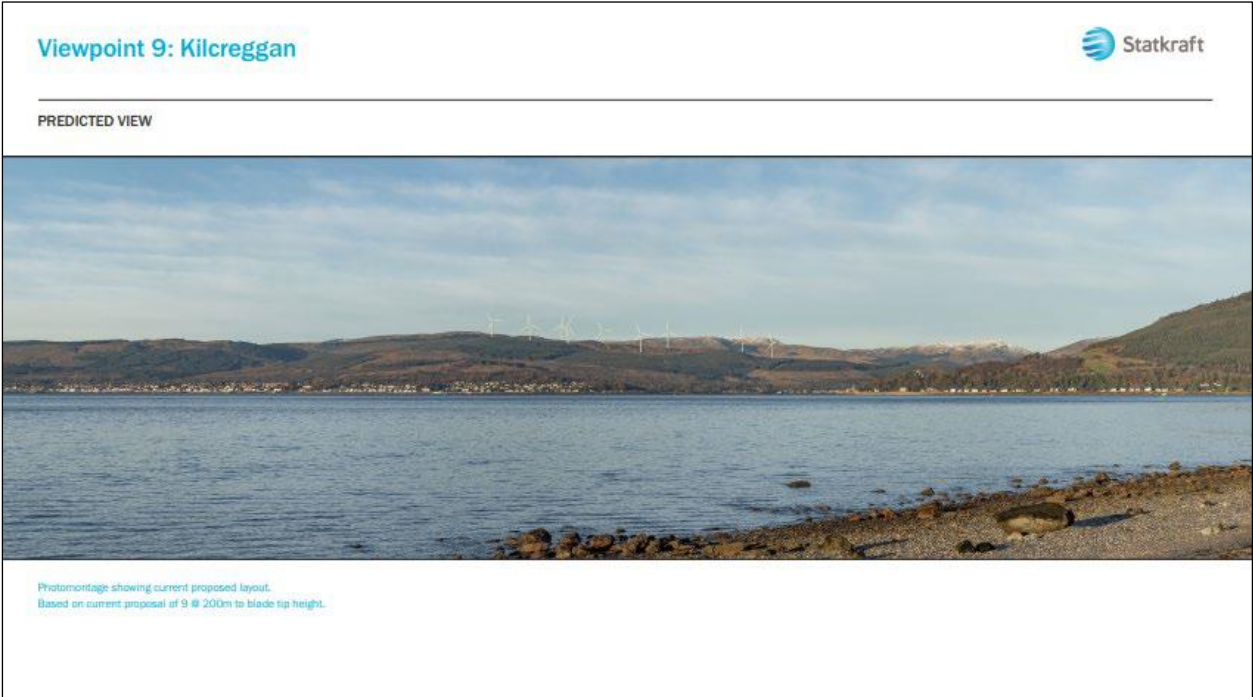 Viewpoint 9: Kilcreggan
Statkraft
PREDICTED VIEW
Photomontage showing current proposed layout.
Based on current proposal of 9 @ 200m to blade tip height.